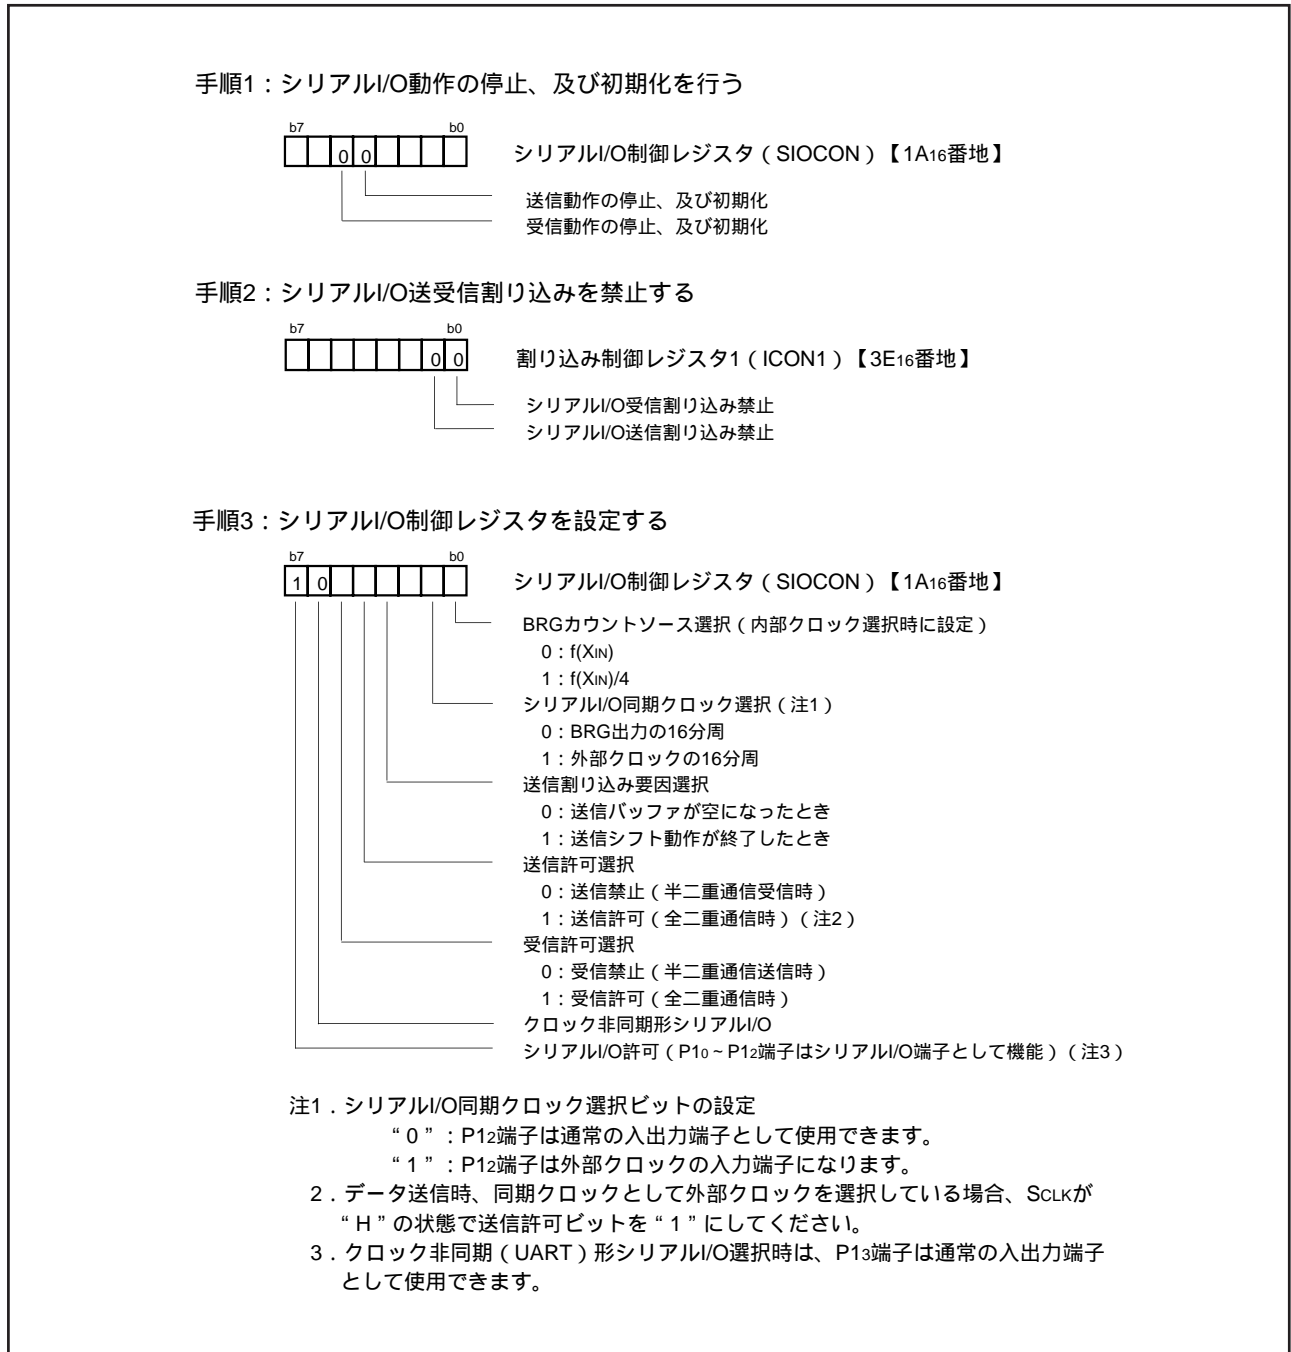 手順1：シリアルI/O動作の停止、及び初期化を行う
b7 b0
0 0
シリアルI/O制御レジスタ（SIOCON）【1A16番地】
送信動作の停止、及び初期化
受信動作の停止、及び初期化
手順2：シリアルI/O送受信割り込みを禁止する
b7 b0
0 0
割り込み制御レジスタ1（ICON1）【3E16番地】
シリアルI/O受信割り込み禁止
シリアルI/O送信割り込み禁止
手順3：シリアルI/O制御レジスタを設定する
b7 b0
1 0
シリアルI/O制御レジスタ（SIOCON）【1A16番地】
BRGカウントソース選択（内部クロック選択時に設定）
0：f(XIN)
1：f(XIN)/4
シリアルI/O同期クロック選択（注1）
0：BRG出力の16分周
1：外部クロックの16分周
送信割り込み要因選択
0：送信バッファが空になったとき
1：送信シフト動作が終了したとき
送信許可選択
0：送信禁止（半二重通信受信時）
1：送信許可（全二重通信時）（注2）
受信許可選択
0：受信禁止（半二重通信送信時）
1：受信許可（全二重通信時）
クロック非同期形シリアルI/O
シリアルI/O許可（P10～P12端子はシリアルI/O端子として機能）（注3）
注1．シリアルI/O同期クロック選択ビットの設定
“0”：P12端子は通常の入出力端子として使用できます。
“1”：P12端子は外部クロックの入力端子になります。
2．データ送信時、同期クロックとして外部クロックを選択している場合、SCLKが
“H”の状態で送信許可ビットを“1”にしてください。
3．クロック非同期（UART）形シリアルI/O選択時は、P13端子は通常の入出力端子
として使用できます。